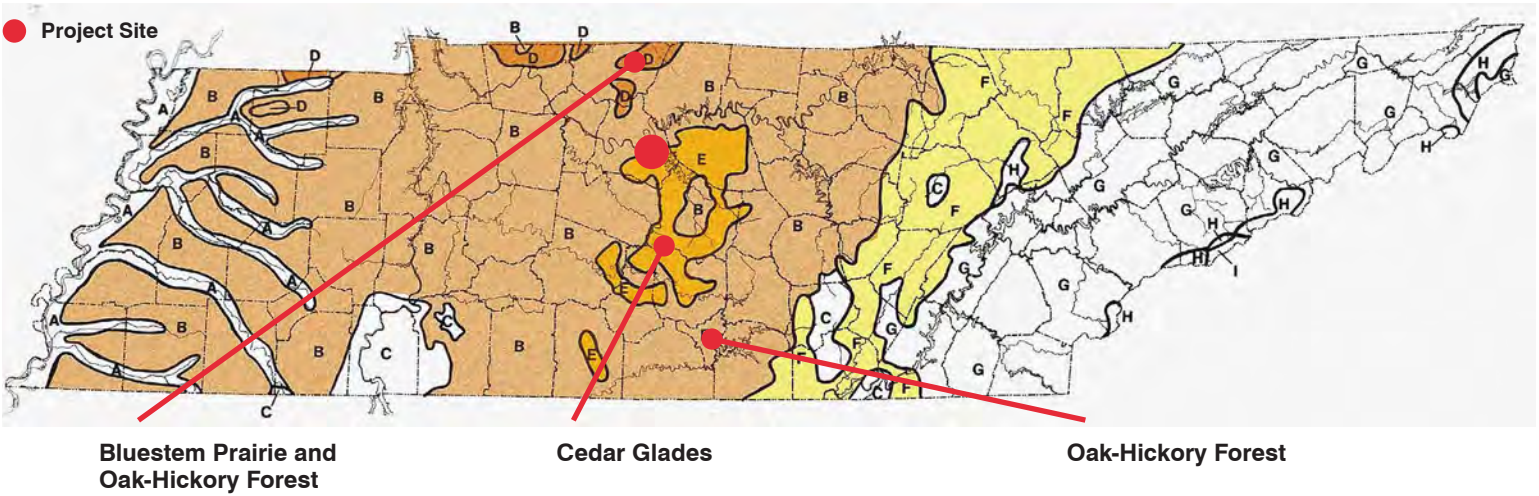 Project Site
B
D
D
D
D
A
B
D
B
D
B
B
F
G
G
H
G
A
A
B
F
G
B
E
H
C
H
G
G
A
B
B
F
H
G
H
A
B
B
B
B
F
G
H
I
E
A
A
G
A
B
C
B
E
C
G
H
B
C
F
F
G
A
C
F
C
Bluestem Prairie and
Oak-Hickory Forest
Cedar Glades
Oak-Hickory Forest